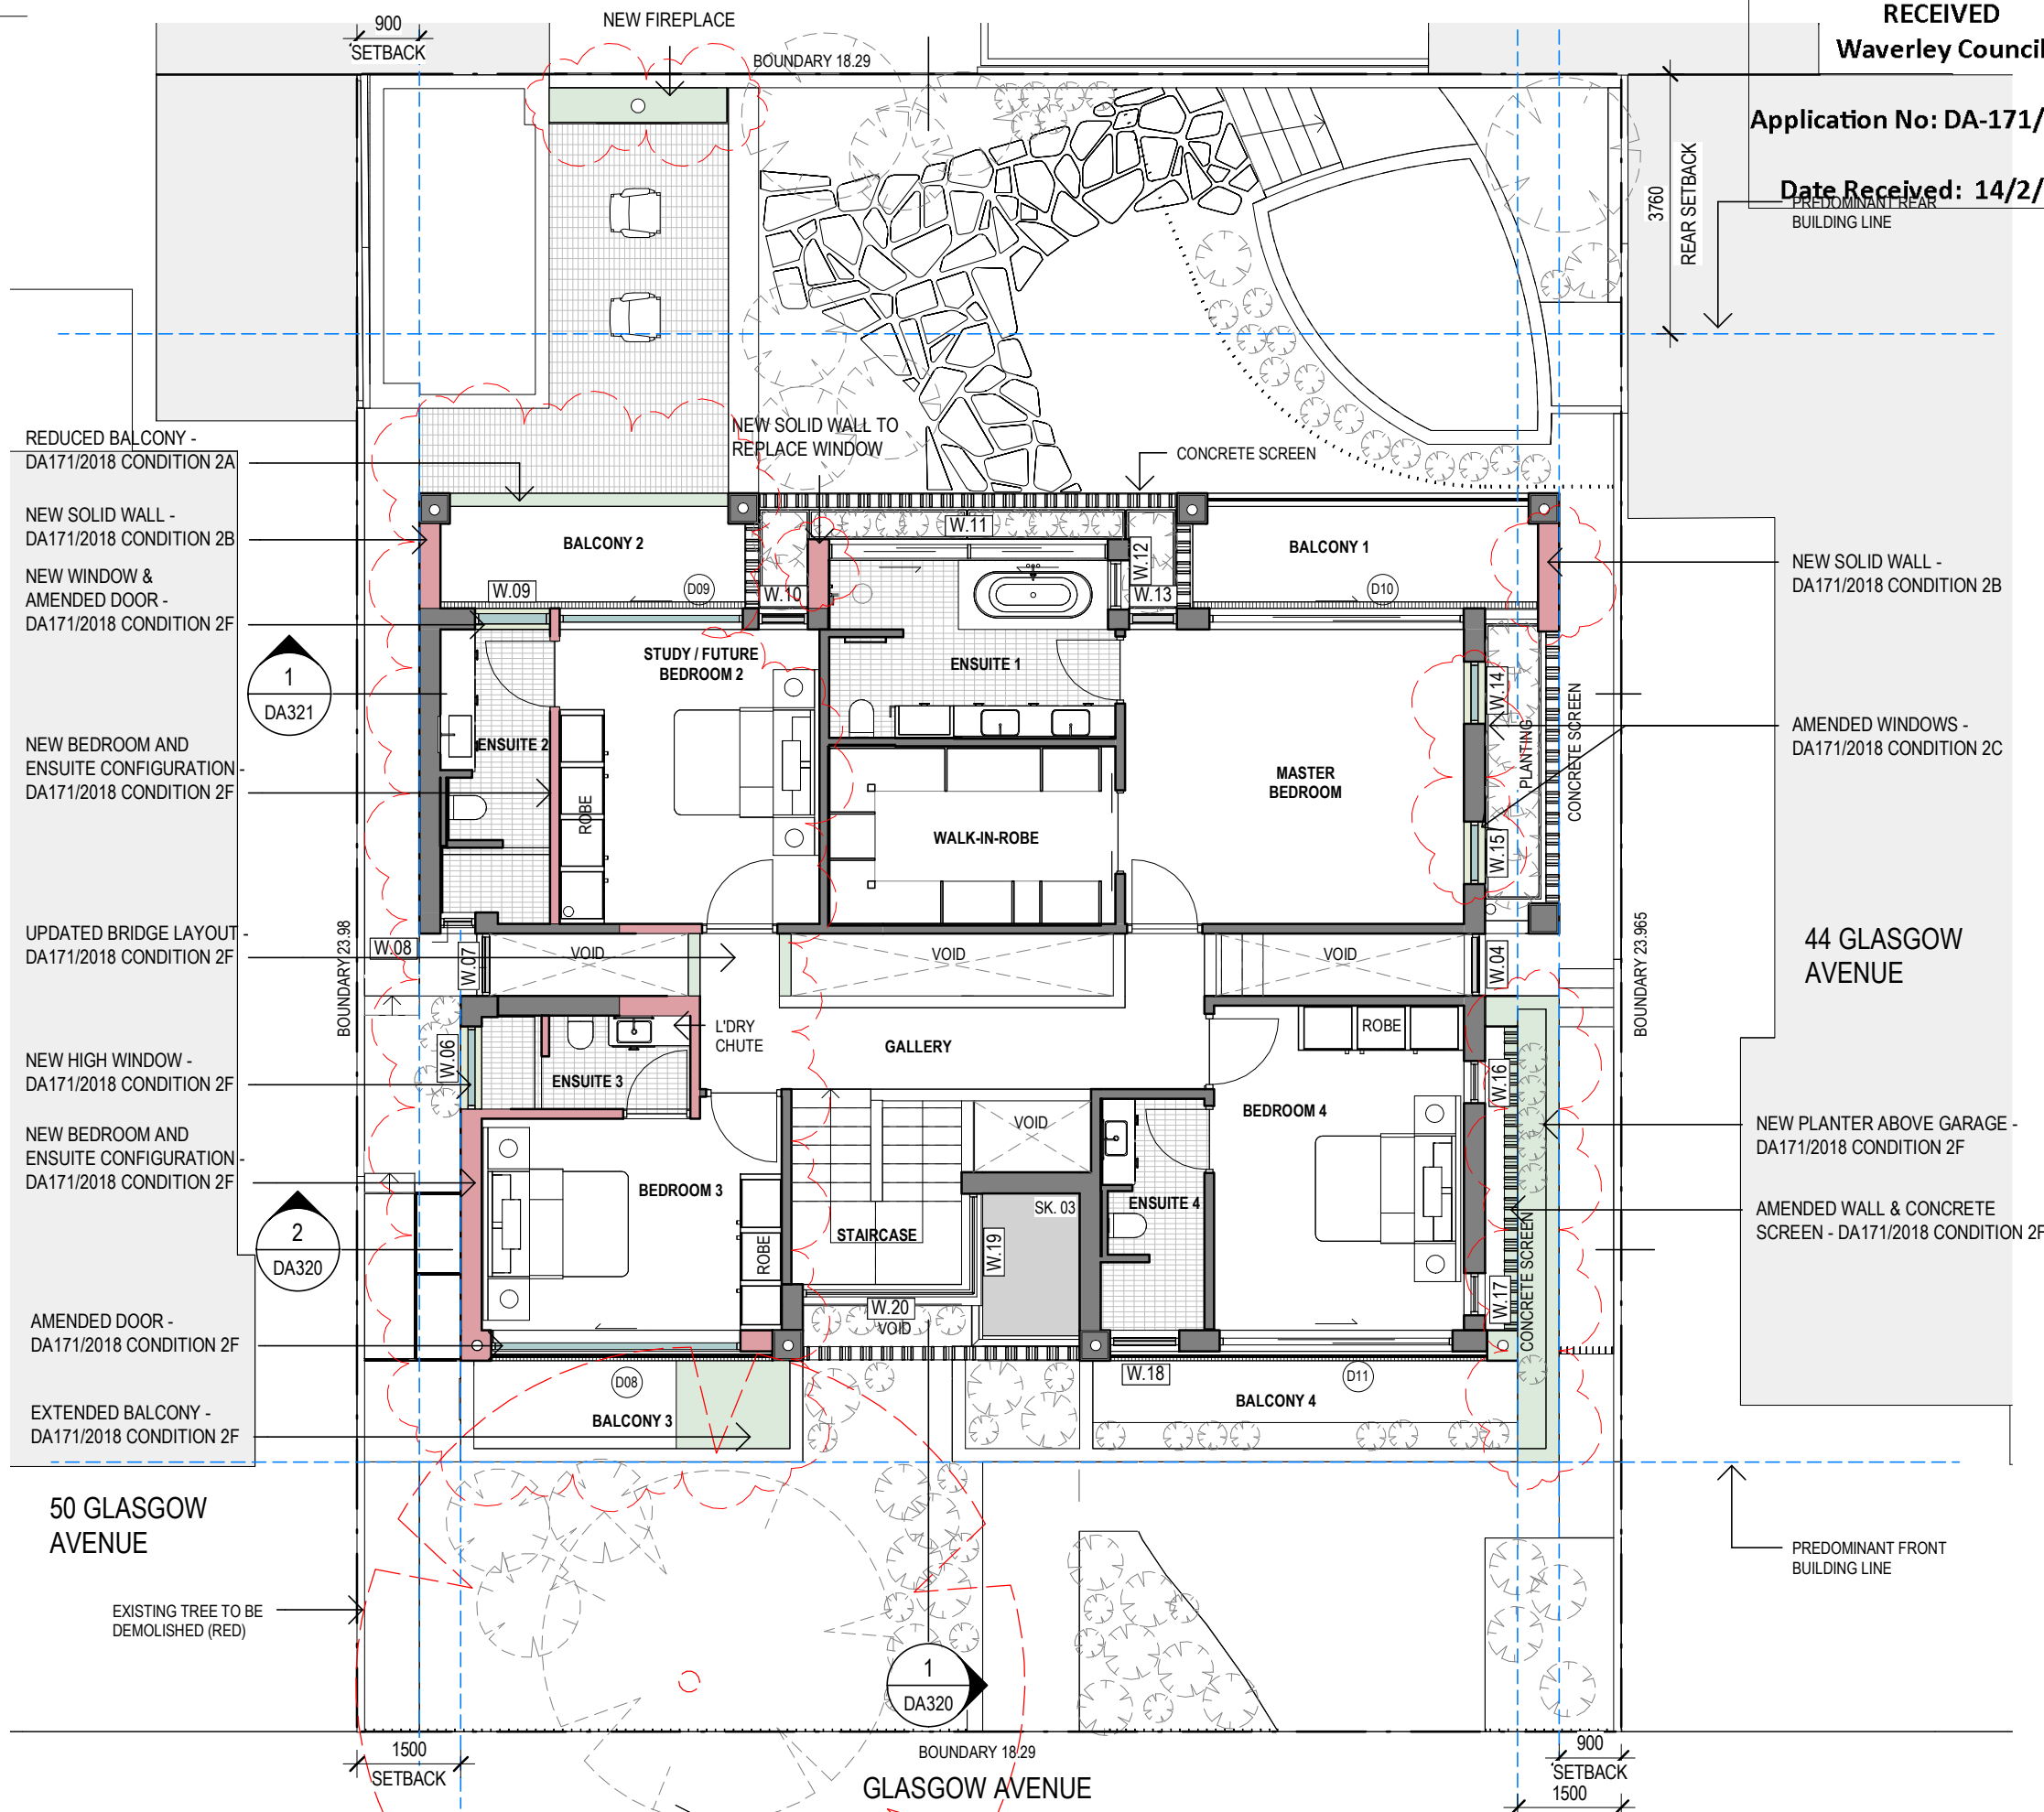 RECEIVED
Waverley Council
Application No: DA-171/
Date Received: 14/2/
900
SETBACK
NEW FIREPLACE
BOUNDARY 18.29
3760
REAR SETBACK
PREDOMINANT REAR
BUILDING LINE
REDUCED BALCONY -
DA171/2018 CONDITION 2A
NEW SOLID WALL -
DA171/2018 CONDITION 2B
NEW WINDOW &
AMENDED DOOR -
DA171/2018 CONDITION 2F
1
DA321
NEW BEDROOM AND
ENSUITE CONFIGURATION -
DA171/2018 CONDITION 2F
UPDATED BRIDGE LAYOUT -
DA171/2018 CONDITION 2F
NEW HIGH WINDOW -
DA171/2018 CONDITION 2F
NEW BEDROOM AND
ENSUITE CONFIGURATION -
DA171/2018 CONDITION 2F
2
DA320
AMENDED DOOR -
DA171/2018 CONDITION 2F
EXTENDED BALCONY -
DA171/2018 CONDITION 2F
50 GLASGOW
AVENUE
EXISTING TREE TO BE
DEMOLISHED (RED)
BOUNDARY 23.98
NEW SOLID WALL TO
REPLACE WINDOW
CONCRETE SCREEN
BALCONY 2
W.11
BALCONY 1
W.12
W.09
D09
W.10
W.13
D10
STUDY / FUTURE
BEDROOM 2
ENSUITE 1
W.14
ENSUITE 2
PLANTING
CONCRETE SCREEN
MASTER
BEDROOM
ROBE
WALK-IN-ROBE
W.15
W.08
W.07
VOID
VOID
VOID
W.04
BOUNDARY 23.965
L'DRY
CHUTE
ROBE
GALLERY
W.06
ENSUITE 3
W.16
VOID
BEDROOM 4
BEDROOM 3
ENSUITE 4
SK. 03
STAIRCASE
ROBE
W.19
CONCRETE SCREEN
W.20
VOID
W.17
D08
W.18
D11
BALCONY 3
BALCONY 4
NEW SOLID WALL -
DA171/2018 CONDITION 2B
AMENDED WINDOWS -
DA171/2018 CONDITION 2C
44 GLASGOW
AVENUE
NEW PLANTER ABOVE GARAGE -
DA171/2018 CONDITION 2F
AMENDED WALL & CONCRETE
SCREEN - DA171/2018 CONDITION 2F
PREDOMINANT FRONT
BUILDING LINE
1
DA320
1500
SETBACK
BOUNDARY 18.29
GLASGOW AVENUE
900
SETBACK
1500